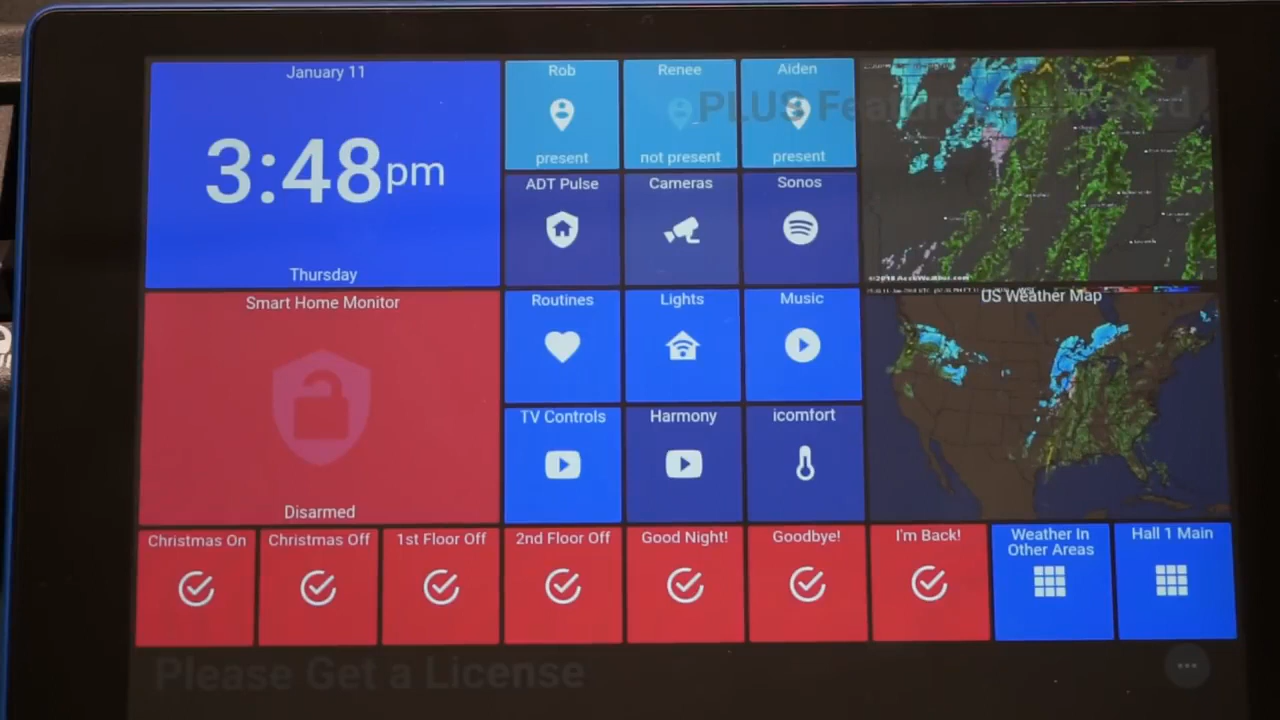 January 11
3:48pm
Thursday
Rob
present
Renee
not present
Aiden
present
PLUS Features
ADT Pulse
Cameras
Sonos
Smart Home Monitor
Disarmed
Routines
Lights
Music
US Weather Map
TV Controls
Harmony
icomfort
Christmas On
Christmas Off
1st Floor Off
2nd Floor Off
Good Night!
Goodbye!
I'm Back!
Weather In
Other Areas
Hall 1 Main
Please Get a License